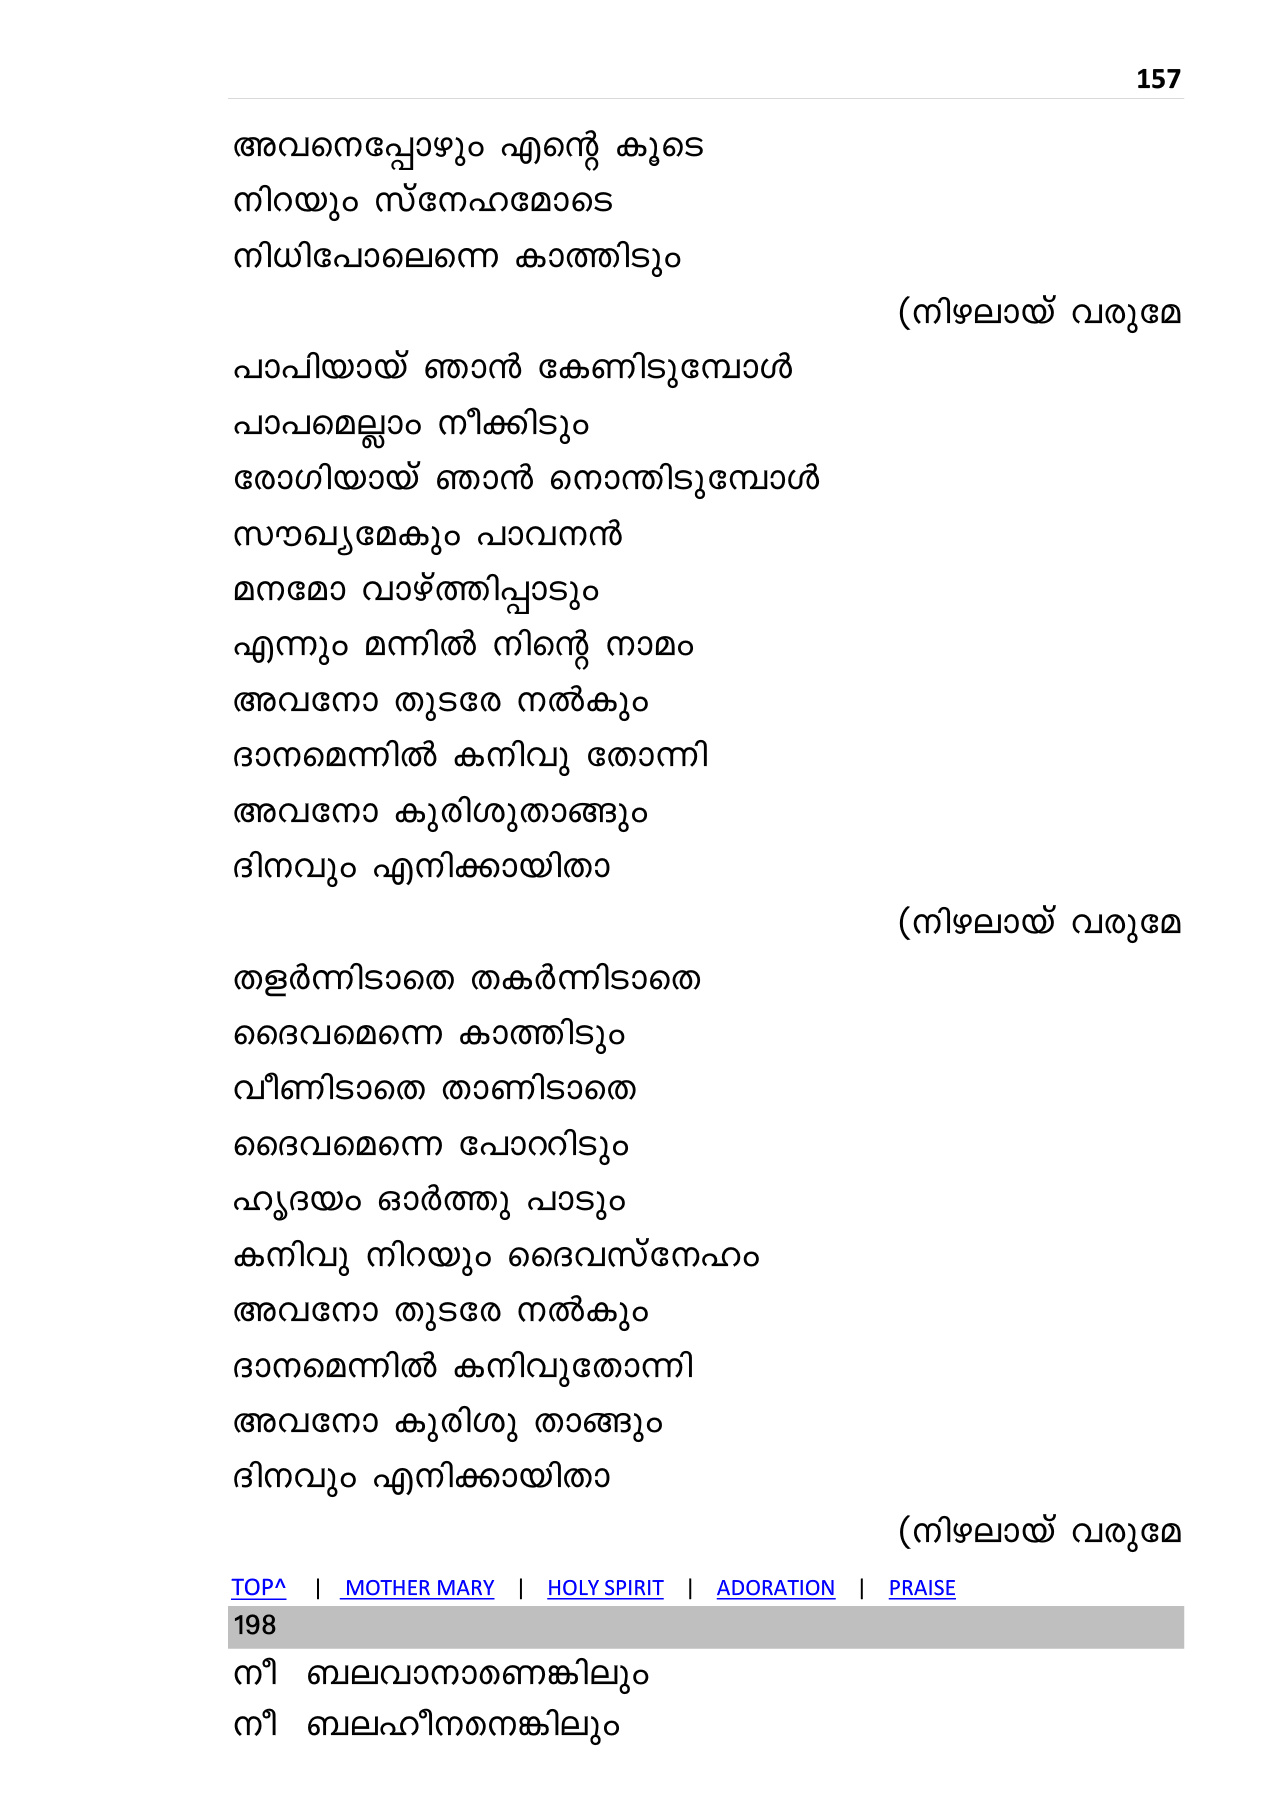 157
അവനെപ്പോഴും എന്റെ കൂടെ
നിറയും സ്നേഹമോടെ
നിധിപോലെന്നെ കാത്തിടും
(നിഴലായ് വരുമേ
പാപിയായ് ഞാൻ കേണിടുമ്പോൾ
പാപമെല്ലാം നീക്കിടും
രോഗിയായ് ഞാൻ നൊന്തിടുമ്പോൾ
സൗഖ്യമേകും പാവനൻ
മനമോ വാഴ്ത്തിപ്പാടും
എന്നും മന്നിൽ നിന്റെ നാമം
അവനോ തുടരേ നൽകും
ദാനമെന്നിൽ കനിവു തോന്നി
അവനോ കുരിശുതാങ്ങും
ദിനവും എനിക്കായിതാ
(നിഴലായ് വരുമേ
തളർന്നിടാതെ തകർന്നിടാതെ
ദൈവമെന്നെ കാത്തിടും
വീണിടാതെ താണിടാതെ
ദൈവമെന്നെ പോററിടും
ഹൃദയം ഓർത്തു പാടും
കനിവു നിറയും ദൈവസ്നേഹം
അവനോ തുടരേ നൽകും
ദാനമെന്നിൽ കനിവുതോന്നി
അവനോ കുരിശു താങ്ങും
ദിനവും എനിക്കായിതാ
(നിഴലായ് വരുമേ
TOP^ | MOTHER MARY | HOLY SPIRIT | ADORATION | PRAISE
198
നീ ബലവാനാണെങ്കിലും
നീ ബലഹീനനെങ്കിലും